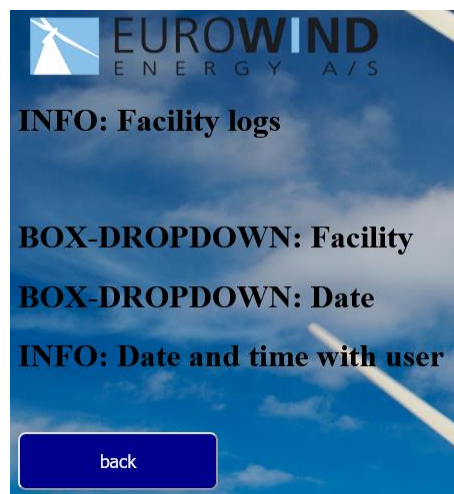 EUROWIND
ENERGY A/S
INFO: Facility logs
BOX-DROPDOWN: Facility
BOX-DROPDOWN: Date
INFO: Date and time with user
back